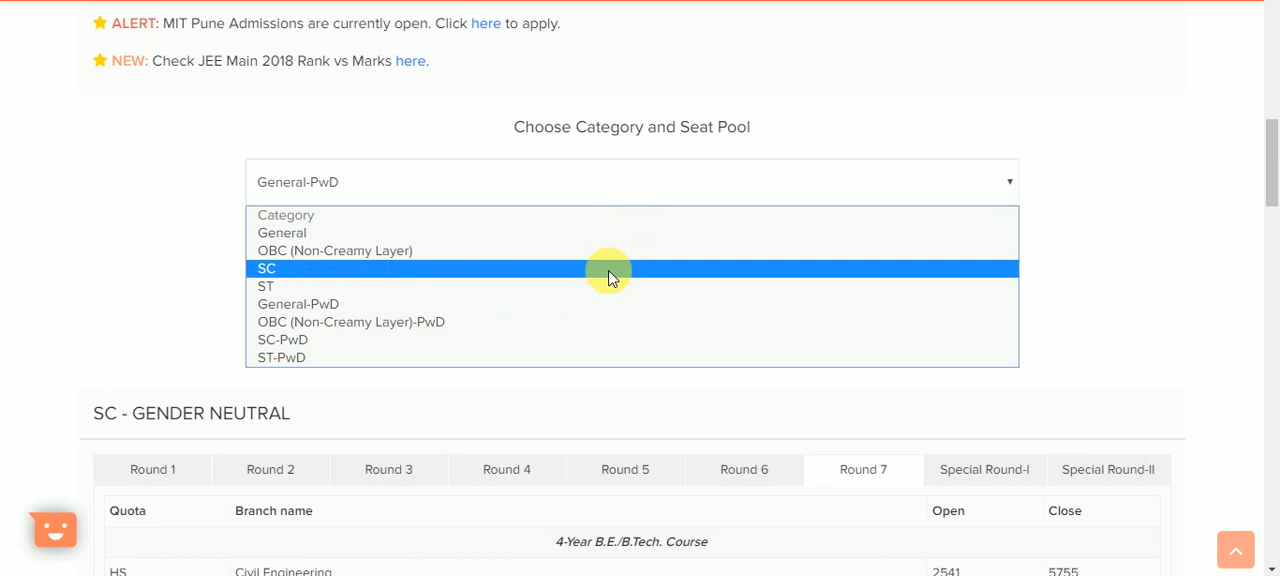 ALERT: MIT Pune Admissions are currently open. Click here to apply.
NEW: Check JEE Main 2018 Rank vs Marks here.
Choose Category and Seat Pool
General-PwD
Category
General
OBC (Non-Creamy Layer)
SC
ST
General-PwD
OBC (Non-Creamy Layer)-PwD
SC-PwD
ST-PwD
SC - GENDER NEUTRAL
Round 1 Round 2 Round 3 Round 4 Round 5 Round 6 Round 7 Special Round-I Special Round-II
Quota Branch name Open Close
4-Year B.E./B.Tech. Course
HS Civil Engineering 2541 5755